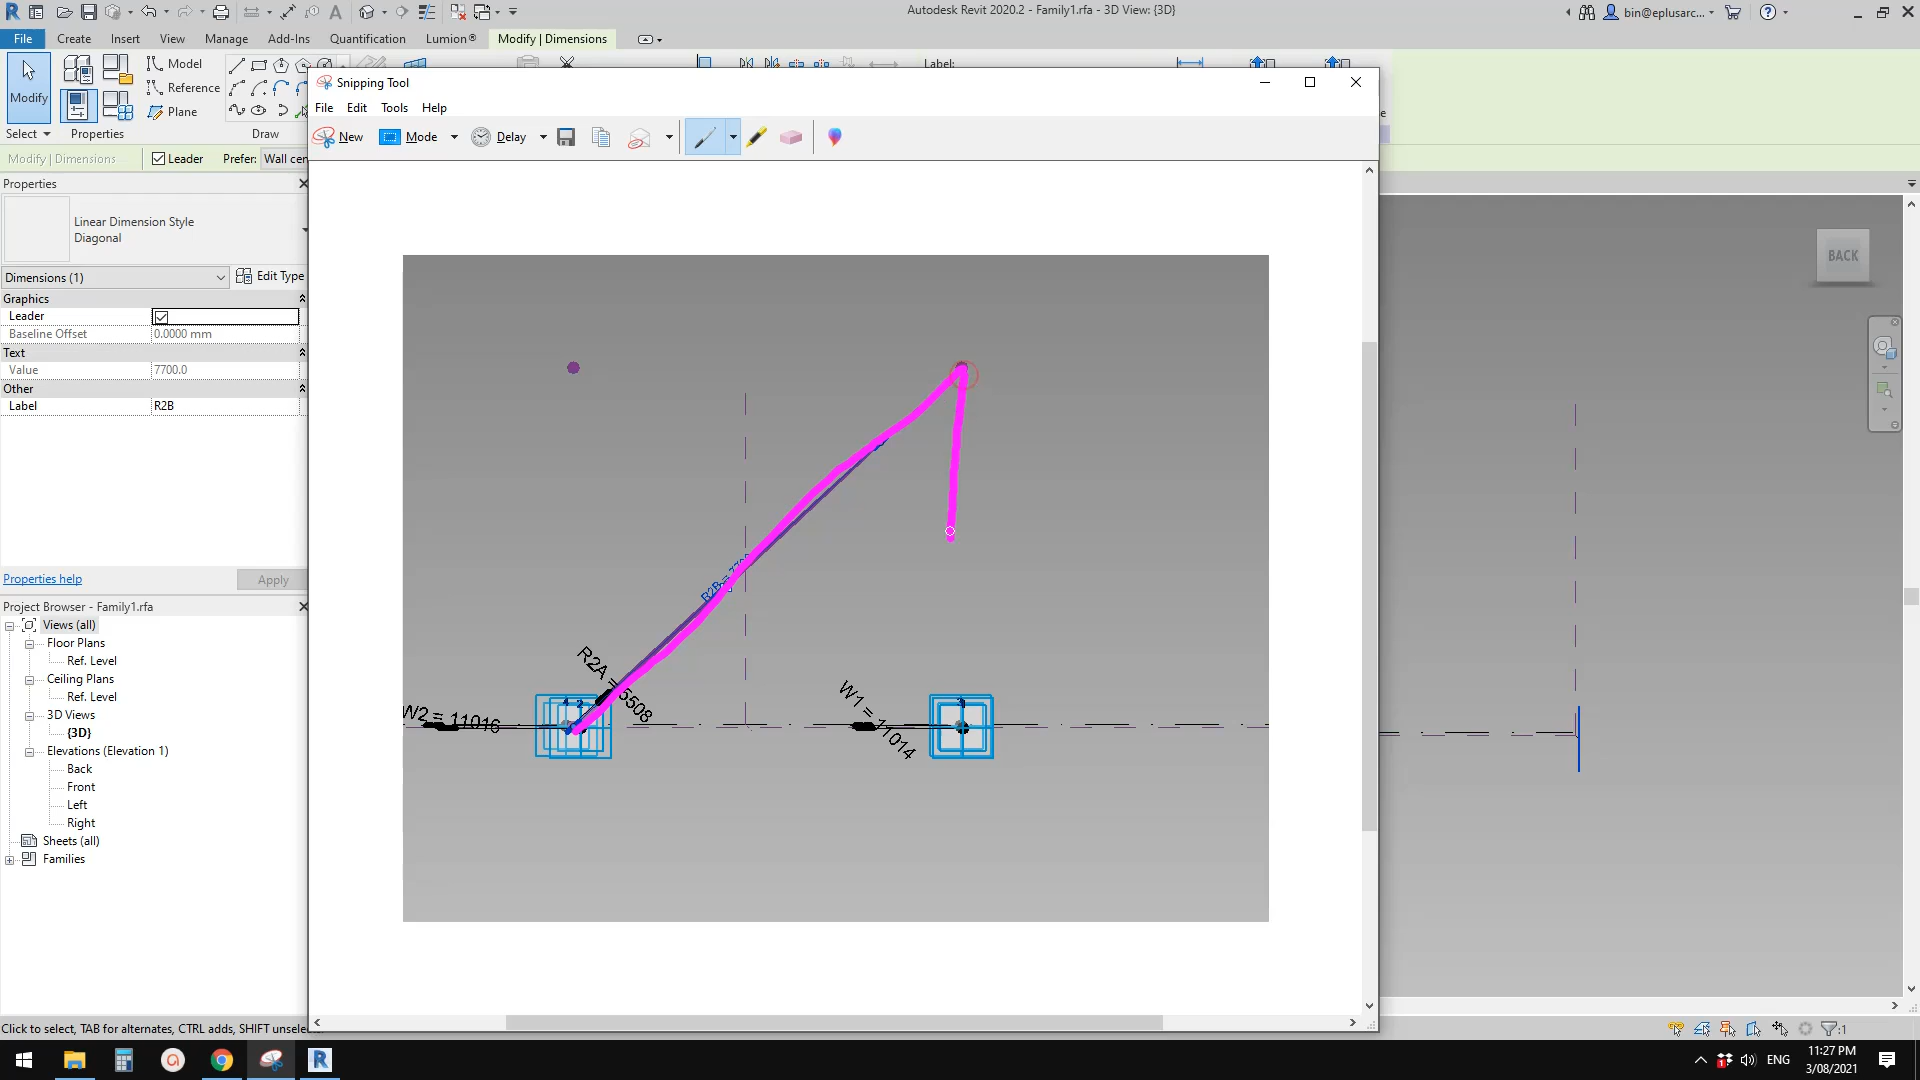 Autodesk Revit 2020.2 - Family1.rfa - 3D View: {3D}
bin@eplusarc...
File Create Insert View Manage Add-Ins Quantification Lumion® Modify | Dimensions
Modify
Model
Reference
Plane
Label:
Select Properties Draw
Modify | Dimensions Leader Prefer: Wall cen
Properties
Linear Dimension Style
Diagonal
Dimensions (1) Edit Type
Graphics
Leader
Baseline Offset 0.0000 mm
Text
Value 7700.0
Other
Label R2B
Properties help Apply
Project Browser - Family1.rfa
Views (all)
Floor Plans
Ref. Level
Ceiling Plans
Ref. Level
3D Views
{3D}
Elevations (Elevation 1)
Back
Front
Left
Right
Sheets (all)
Families
Click to select, TAB for alternates, CTRL adds, SHIFT unselect
Snipping Tool
File Edit Tools Help
New Mode Delay
R2A = 5508
W2 = 11016
W1 = 11014
BACK
:1
ENG
11:27 PM
3/08/2021